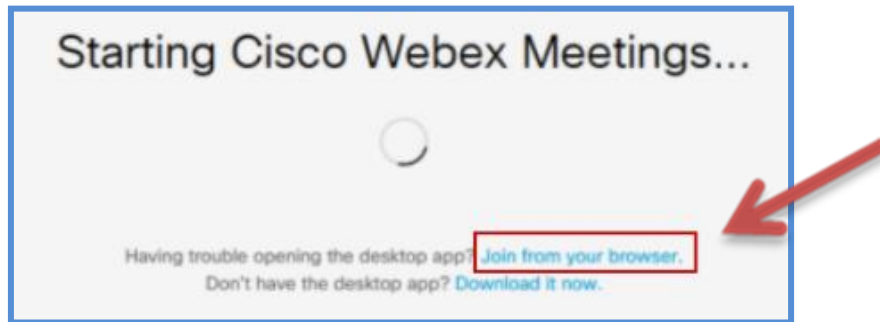 Starting Cisco Webex Meetings...
Having trouble opening the desktop app? Join from your browser.
Don't have the desktop app? Download it now.